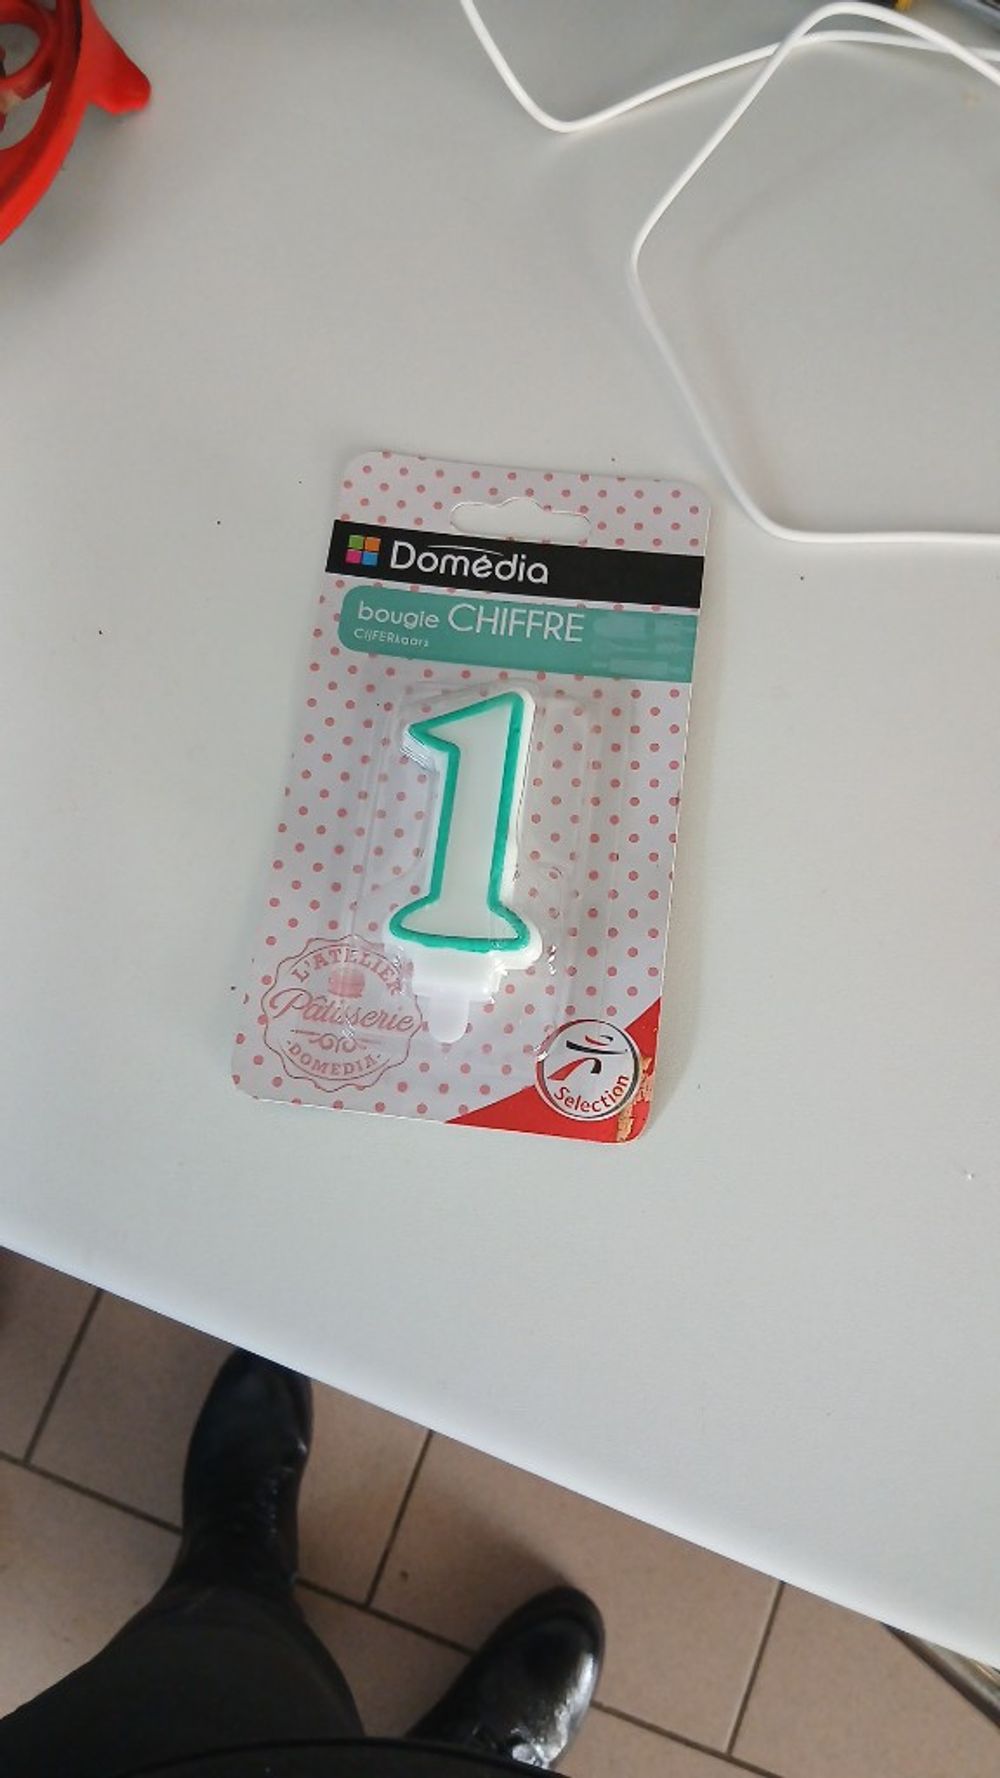 Domédia
bougie CHIFFRE
CijFERkaars
1
L'ATELIER
Pâtisserie
DOMEDIA
Selection